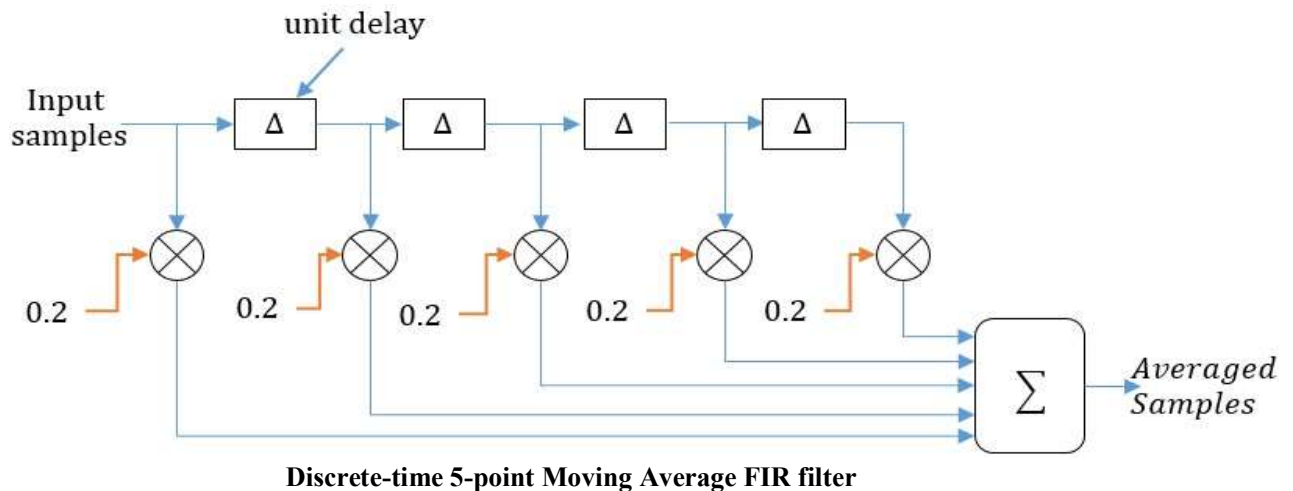 unit delay
Input
samples
Δ Δ Δ Δ
0.2 0.2 0.2 0.2 0.2
∑
Averaged
Samples
Discrete-time 5-point Moving Average FIR filter